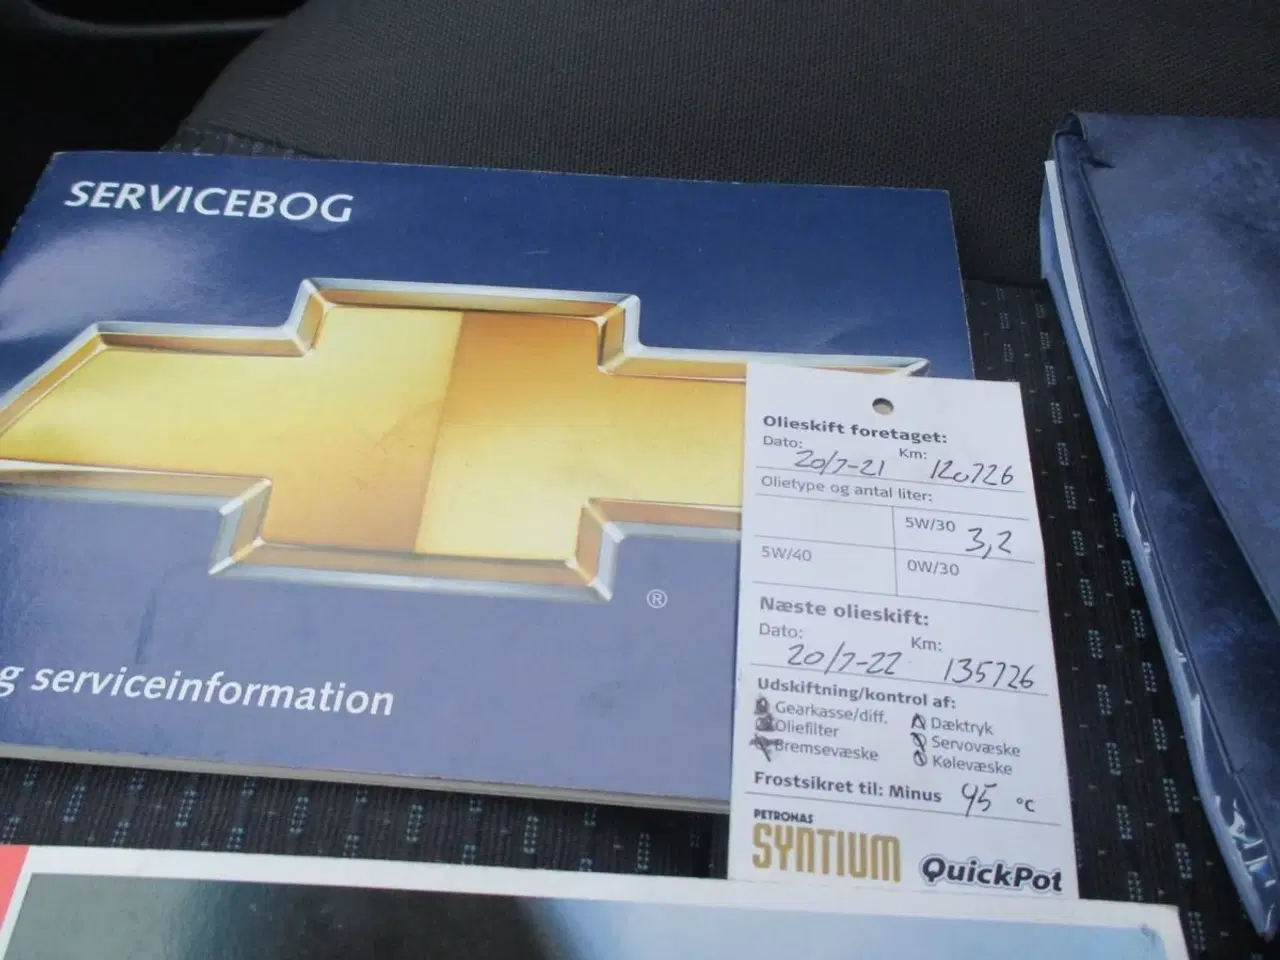 SERVICEBOG
®
g serviceinformation
Olieskift foretaget:
Dato: 20/7-21 Km: 120726
Olietype og antal liter:
5W/30 3,2
5W/40 0W/30
Næste olieskift:
Dato: 20/7-22 Km: 135726
Udskiftning/kontrol af:
Gearkasse/diff. Dæktryk
Oliefilter Servovæske
Bremsevæske Kølevæske
Frostsikret til: Minus 45 °C
PETRONAS
SYNTIUM QuickPot